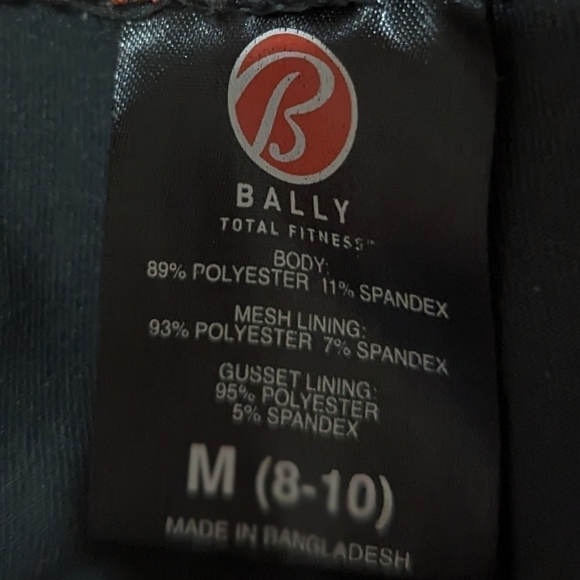 B
BALLY
TOTAL FITNESS™
BODY:
89% POLYESTER 11% SPANDEX
MESH LINING:
93% POLYESTER 7% SPANDEX
GUSSET LINING:
95% POLYESTER
5% SPANDEX
M (8-10)
MADE IN BANGLADESH